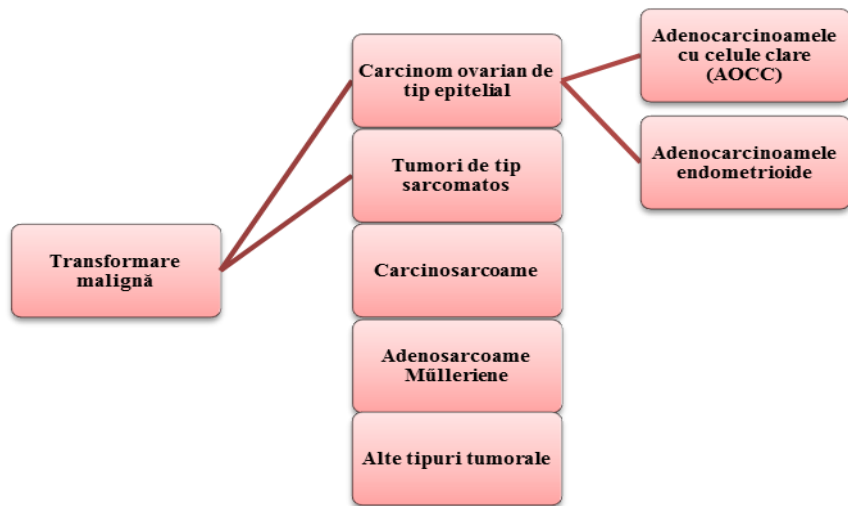 Transformare
malignă
Carcinom ovarian de
tip epitelial
Tumori de tip
sarcomatos
Carcinosarcoame
Adenosarcoame
Műlleriene
Alte tipuri tumorale
Adenocarcinoamele
cu celule clare
(AOCC)
Adenocarcinoamele
endometrioide